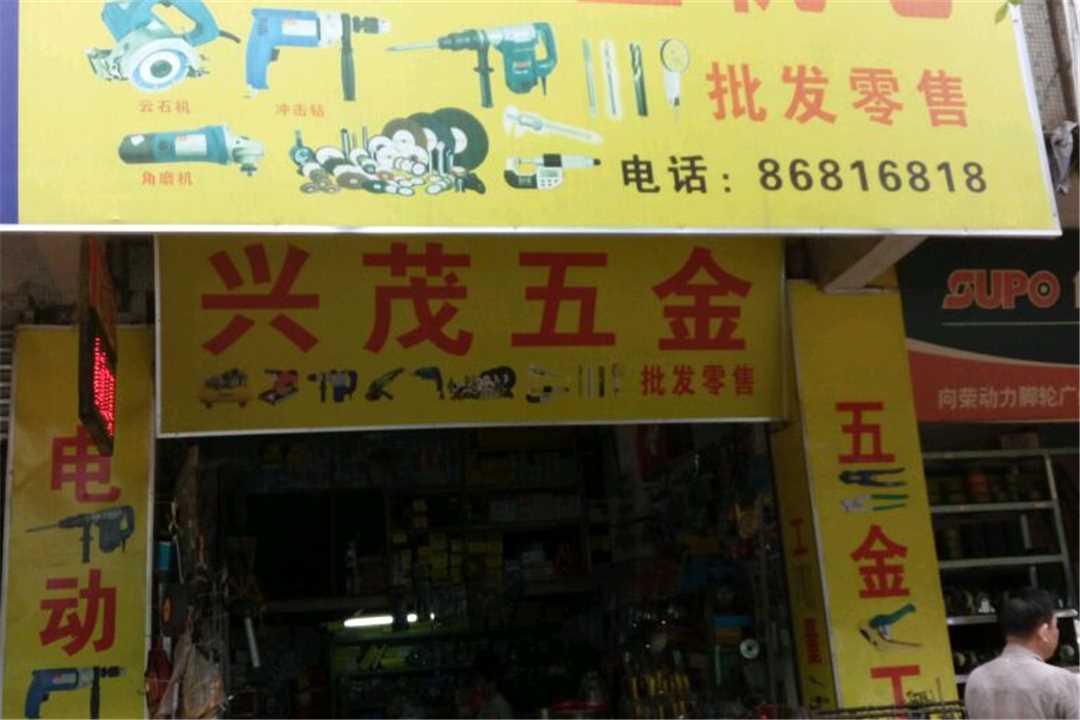 批发零售
云石机
冲击钻
角磨机
电话：86816818
兴茂五金
批发零售
SUPO
向荣动力脚轮广
电动
五金工